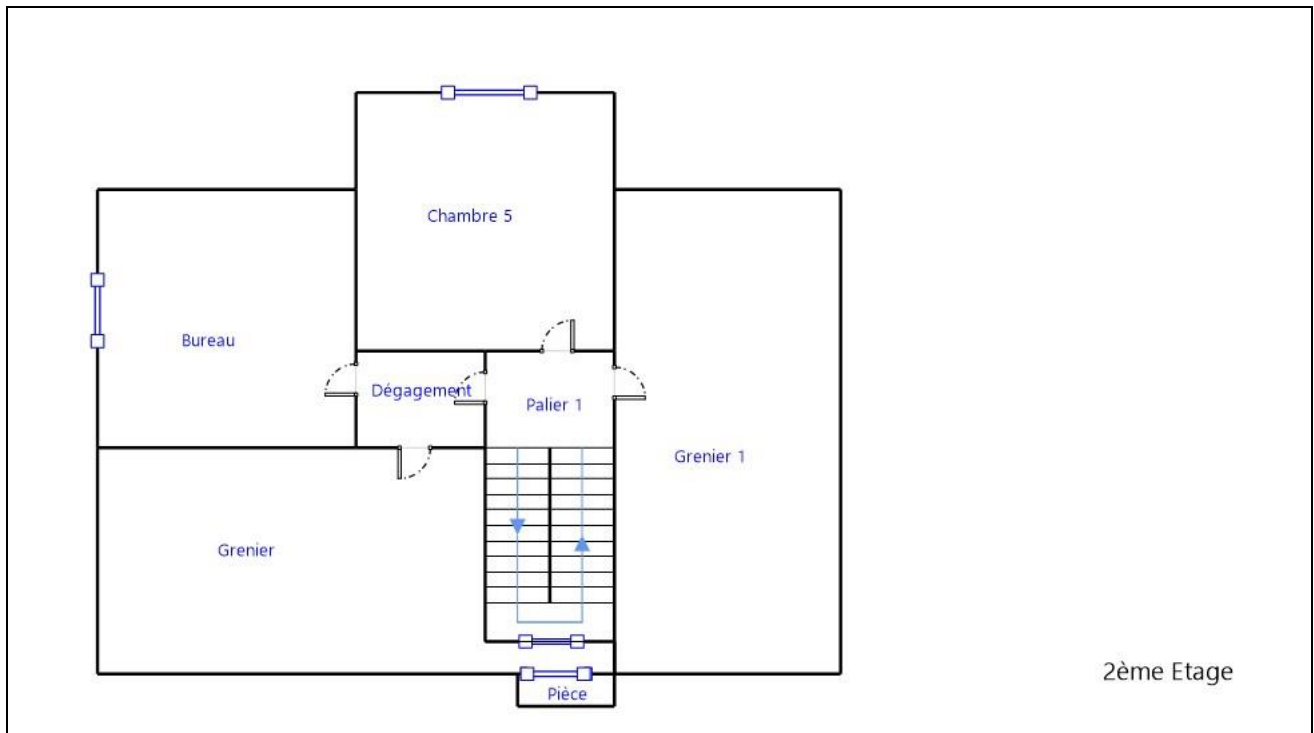 Chambre 5
Bureau
Dégagement
Palier 1
Grenier 1
Grenier
2ème Etage
Pièce